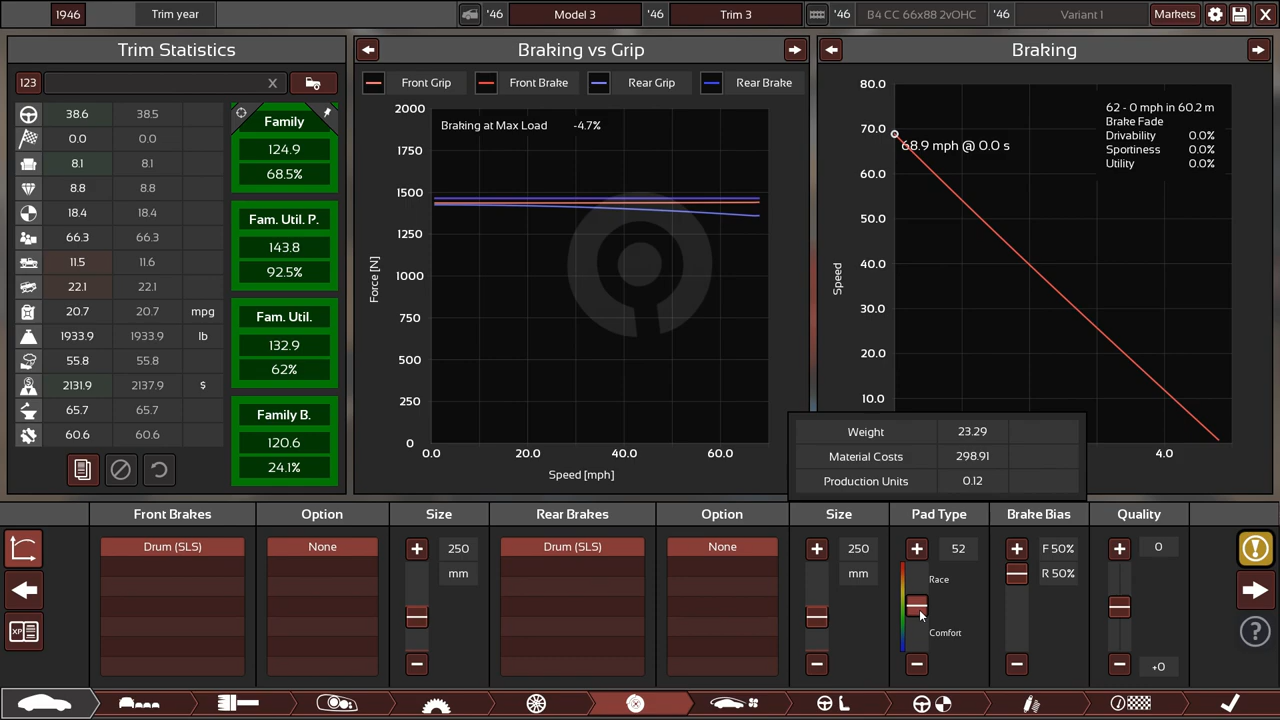 1946
Trim year
'46
Model 3
'46
Trim 3
'46
B4 CC 66x88 2vOHC
'46
Variant 1
Markets
Trim Statistics
123
X
38.6 38.5
0.0 0.0
8.1 8.1
8.8 8.8
18.4 18.4
66.3 66.3
11.5 11.6
22.1 22.1
20.7 20.7 mpg
1933.9 1933.9 lb
55.8 55.8
2131.9 2137.9 $
65.7 65.7
60.6 60.6
Family
124.9
68.5%
Fam. Util. P.
143.8
92.5%
Fam. Util.
132.9
62%
Family B.
120.6
24.1%
Braking vs Grip
Front Grip Front Brake Rear Grip Rear Brake
Braking at Max Load -4.7%
2000
1750
1500
1250
1000
750
500
250
0
Force [N]
0.0 20.0 40.0 60.0
Speed [mph]
Braking
80.0
70.0
60.0
50.0
40.0
30.0
20.0
10.0
Speed
68.9 mph @ 0.0 s
62 - 0 mph in 60.2 m
Brake Fade
Drivability 0.0%
Sportiness 0.0%
Utility 0.0%
4.0
Weight 23.29
Material Costs 298.91
Production Units 0.12
Front Brakes
Drum (SLS)
Option
None
Size
250
mm
Rear Brakes
Drum (SLS)
Option
None
Size
250
mm
Pad Type
52
Race
Comfort
Brake Bias
F 50%
R 50%
Quality
0
+0
XP
?